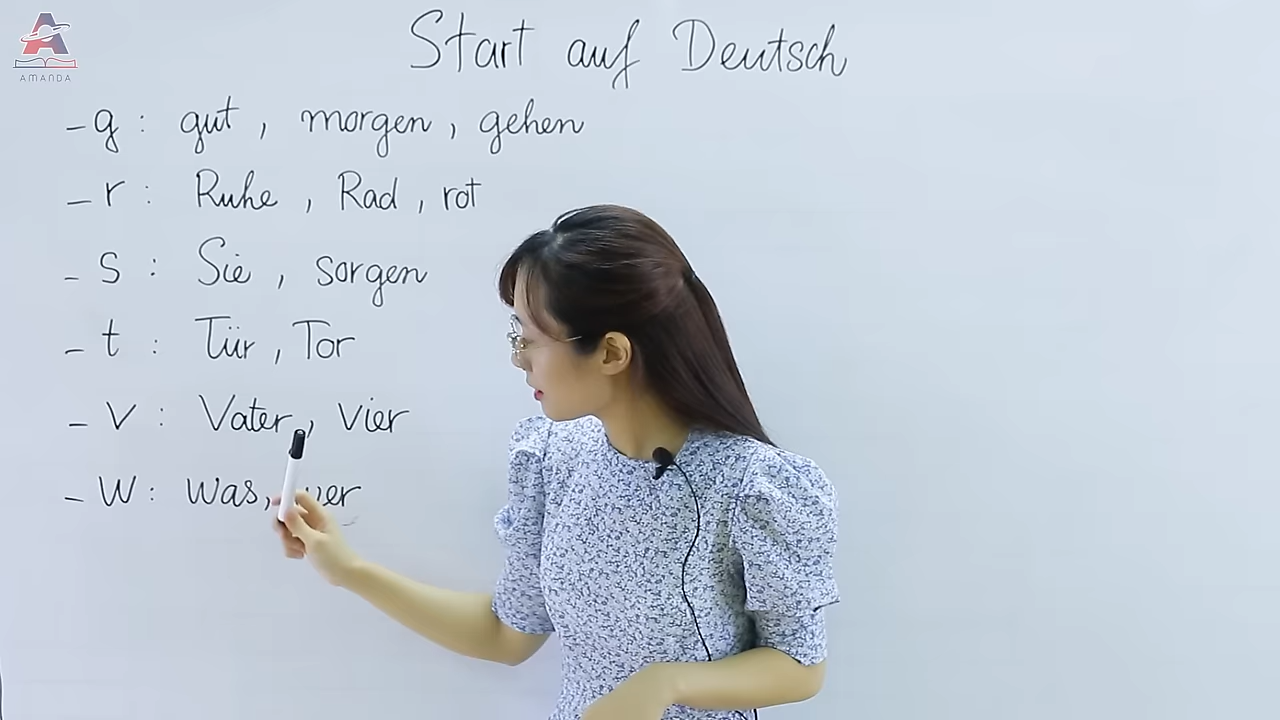 AMANDA
Start auf Deutsch
- g : gut, morgen, gehen
- r : Ruhe, Rad, rot
- s : Sie, sorgen
- t : Tür, Tor
- v : Vater, vier
- w : was,